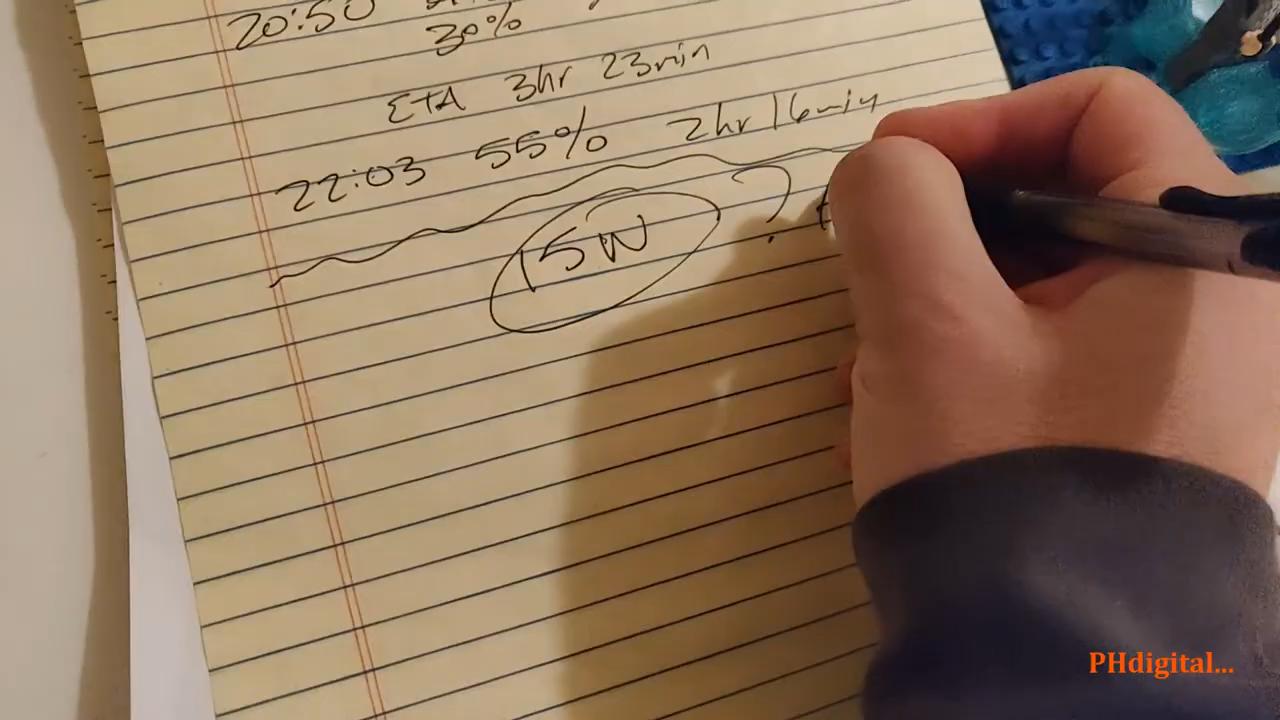 20:50
30%
ETA 3hr 23min
22:03 55% 2hr 16min
15W ?
PHdigital...